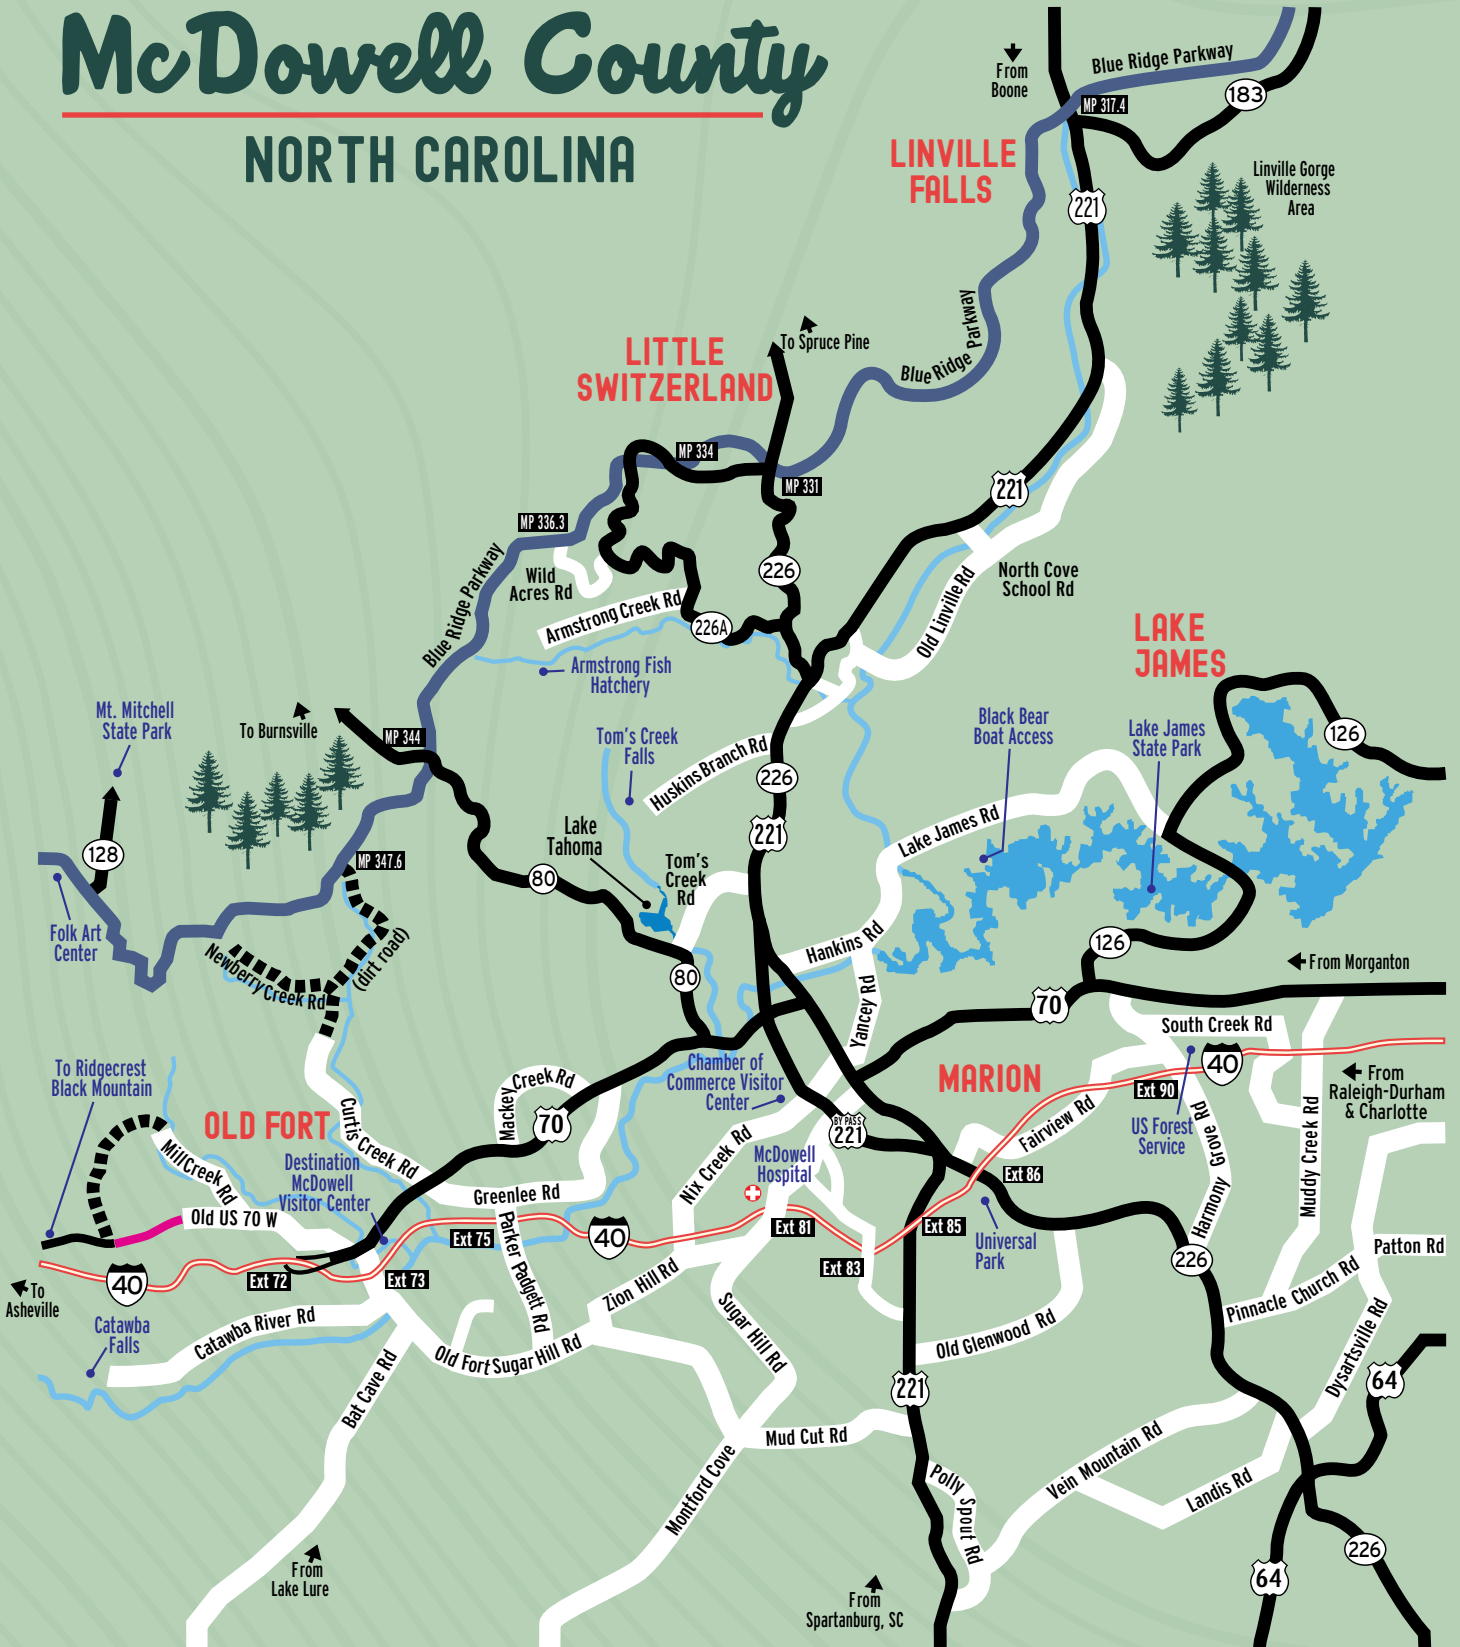 McDowell County
NORTH CAROLINA
From
Boone
Blue Ridge Parkway
183
MP 317.4
LINVILLE
FALLS
Linville Gorge
Wilderness
Area
221
Blue Ridge Parkway
To Spruce Pine
LITTLE
SWITZERLAND
MP 334
MP 331
221
MP 336.3
Blue Ridge Parkway
Wild
Acres Rd
226
North Cove
School Rd
Armstrong Creek Rd
226A
Old Linville Rd
LAKE
JAMES
Armstrong Fish
Hatchery
Mt. Mitchell
State Park
To Burnsville
MP 344
Tom's Creek
Falls
Huskins Branch Rd
Black Bear
Boat Access
Lake James
State Park
126
226
221
Lake James Rd
128
MP 347.6
Lake
Tahoma
Tom's
Creek
Rd
80
Folk Art
Center
Newberry Creek Rd
(dirt road)
Hankins Rd
126
From Morganton
80
Yancey Rd
70
South Creek Rd
40
To Ridgecrest
Black Mountain
Chamber of
Commerce Visitor
Center
MARION
Ext 90
From
Raleigh-Durham
& Charlotte
Mackey Creek Rd
70
OLD FORT
Curtis Creek Rd
BY PASS
221
Fairview Rd
US Forest
Service
Grove Rd
Muddy Creek Rd
Mill Creek Rd
Destination
McDowell
Visitor Center
Nix Creek Rd
McDowell
Hospital
Ext 86
Greenlee Rd
Harmony
Old US 70 W
Ext 75
40
Ext 81
Ext 85
Universal
Park
Patton Rd
Parker Padgett Rd
Ext 83
226
40
Ext 72
Ext 73
To
Asheville
Zion Hill Rd
Pinnacle Church Rd
Catawba
Falls
Catawba River Rd
Sugar Hill Rd
Old Glenwood Rd
Dysartsville Rd
Old Fort Sugar Hill Rd
Bat Cave Rd
221
64
Mud Cut Rd
Montford Cove
Polly Spout Rd
Vein Mountain Rd
Landis Rd
226
From
Lake Lure
64
From
Spartanburg, SC